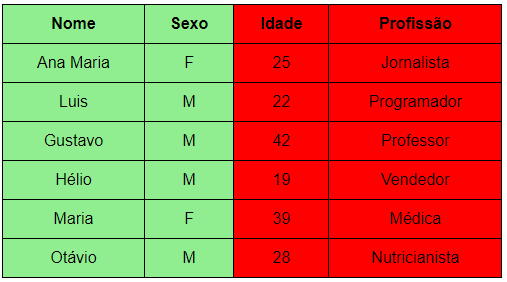 Nome Sexo Idade Profissão
Ana Maria F 25 Jornalista
Luis M 22 Programador
Gustavo M 42 Professor
Hélio M 19 Vendedor
Maria F 39 Médica
Otávio M 28 Nutricianista